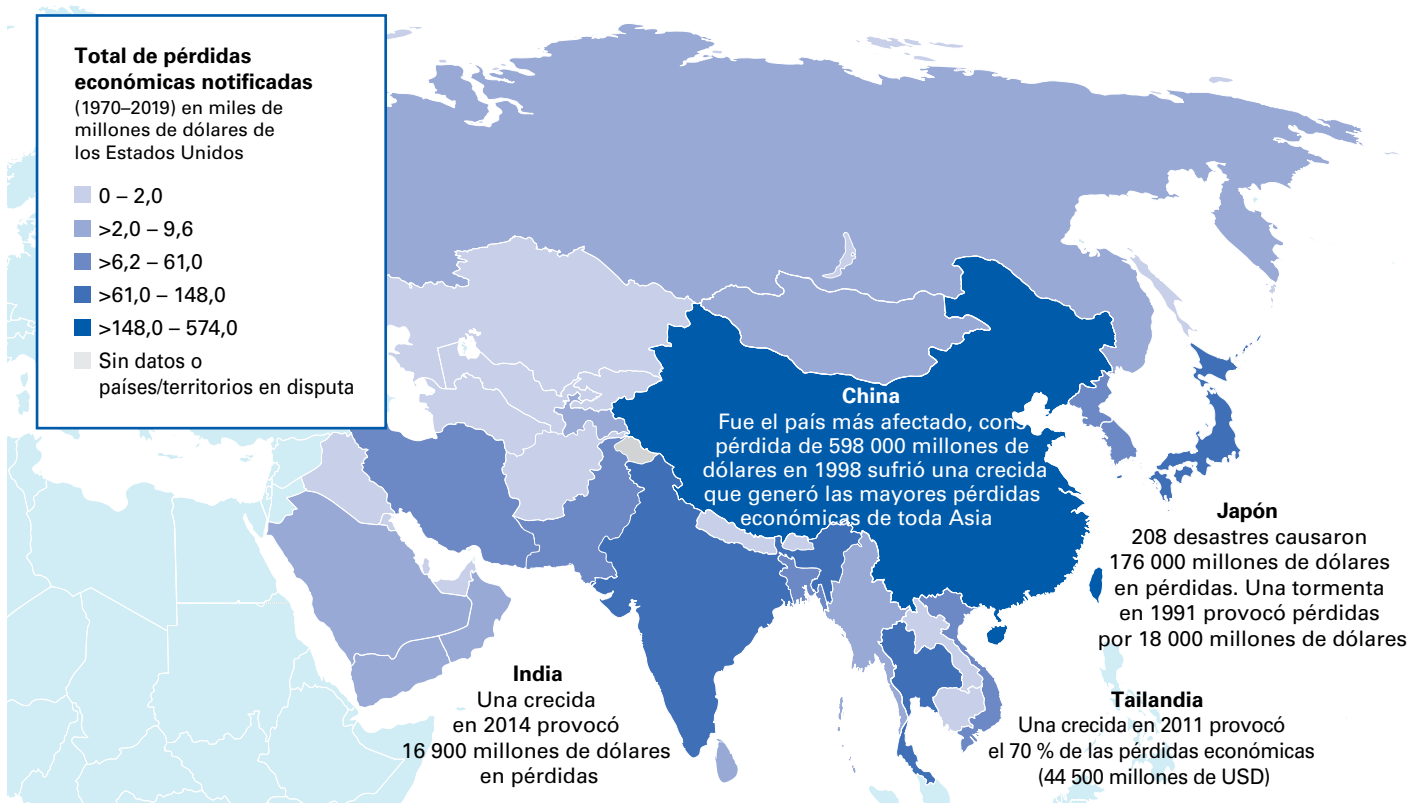 Total de pérdidas
económicas notificadas
(1970–2019) en miles de
millones de dólares de
los Estados Unidos
0 – 2,0
>2,0 – 9,6
>6,2 – 61,0
>61,0 – 148,0
>148,0 – 574,0
Sin datos o
países/territorios en disputa
China
Fue el país más afectado, cons
pérdida de 598 000 millones de
dólares en 1998 sufrió una crecida
que generó las mayores pérdidas
económicas de toda Asia
Japón
208 desastres causaron
176 000 millones de dólares
en pérdidas. Una tormenta
en 1991 provocó pérdidas
por 18 000 millones de dólares
India
Una crecida
en 2014 provocó
16 900 millones de dólares
en pérdidas
Tailandia
Una crecida en 2011 provocó
el 70 % de las pérdidas económicas
(44 500 millones de USD)